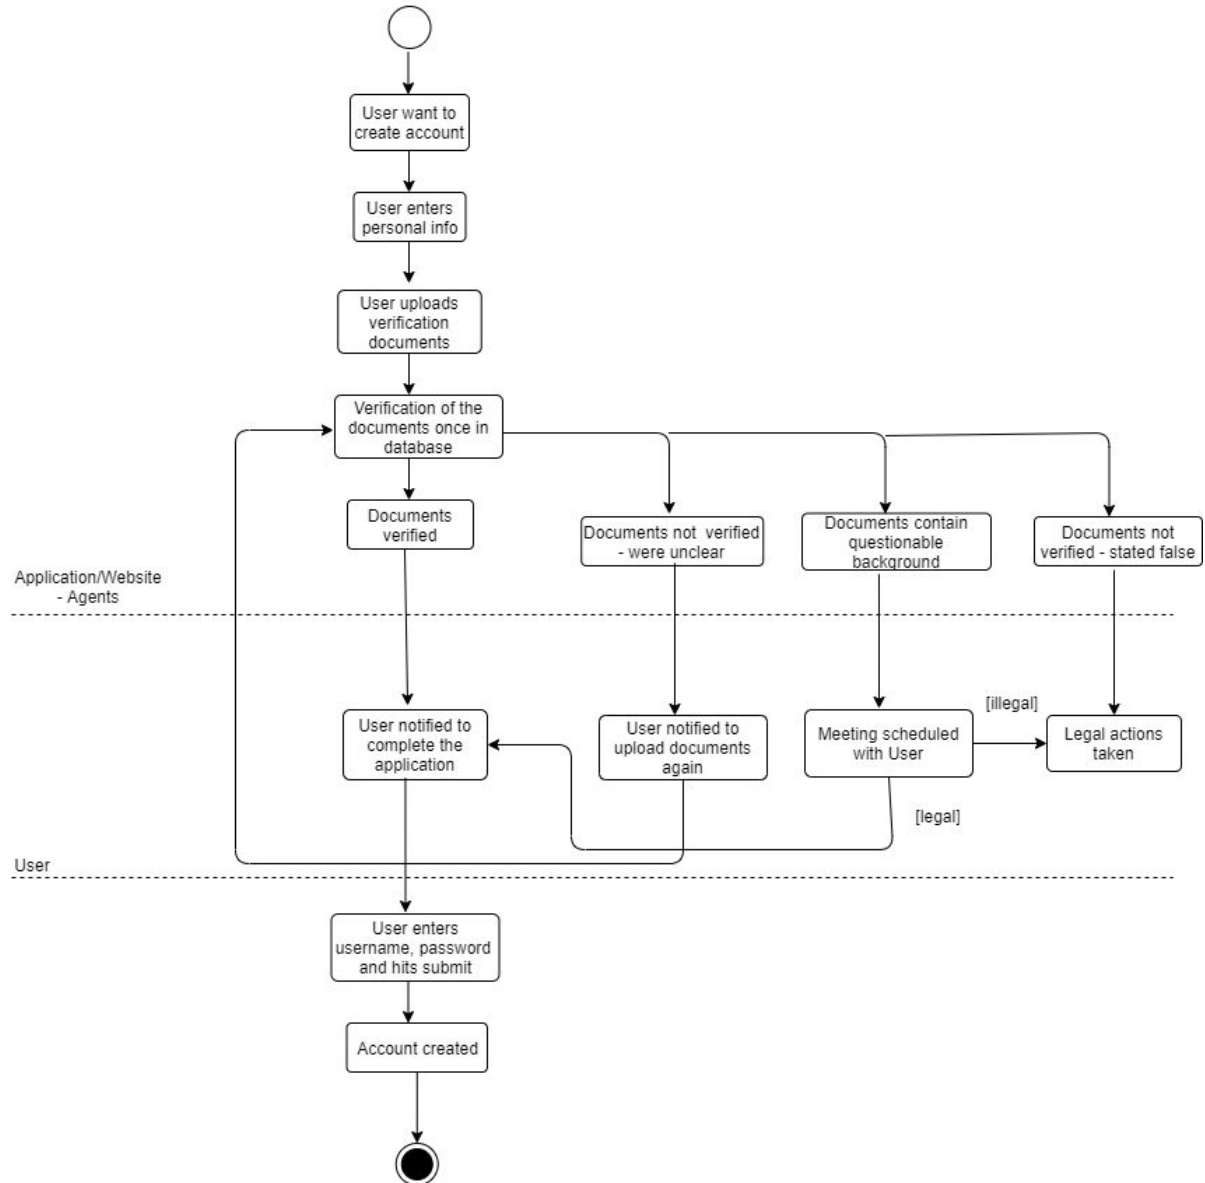 User want to
create account
User enters
personal info
User uploads
verification
documents
Verification of the
documents once in
database
Documents
verified
Documents not  verified
- were unclear
Documents contain
questionable
background
Documents not
verified - stated false
Application/Website
- Agents
User notified to
complete the
application
User notified to
upload documents
again
Meeting scheduled
with User
[illegal]
Legal actions
taken
[legal]
User
User enters
username, password
and hits submit
Account created